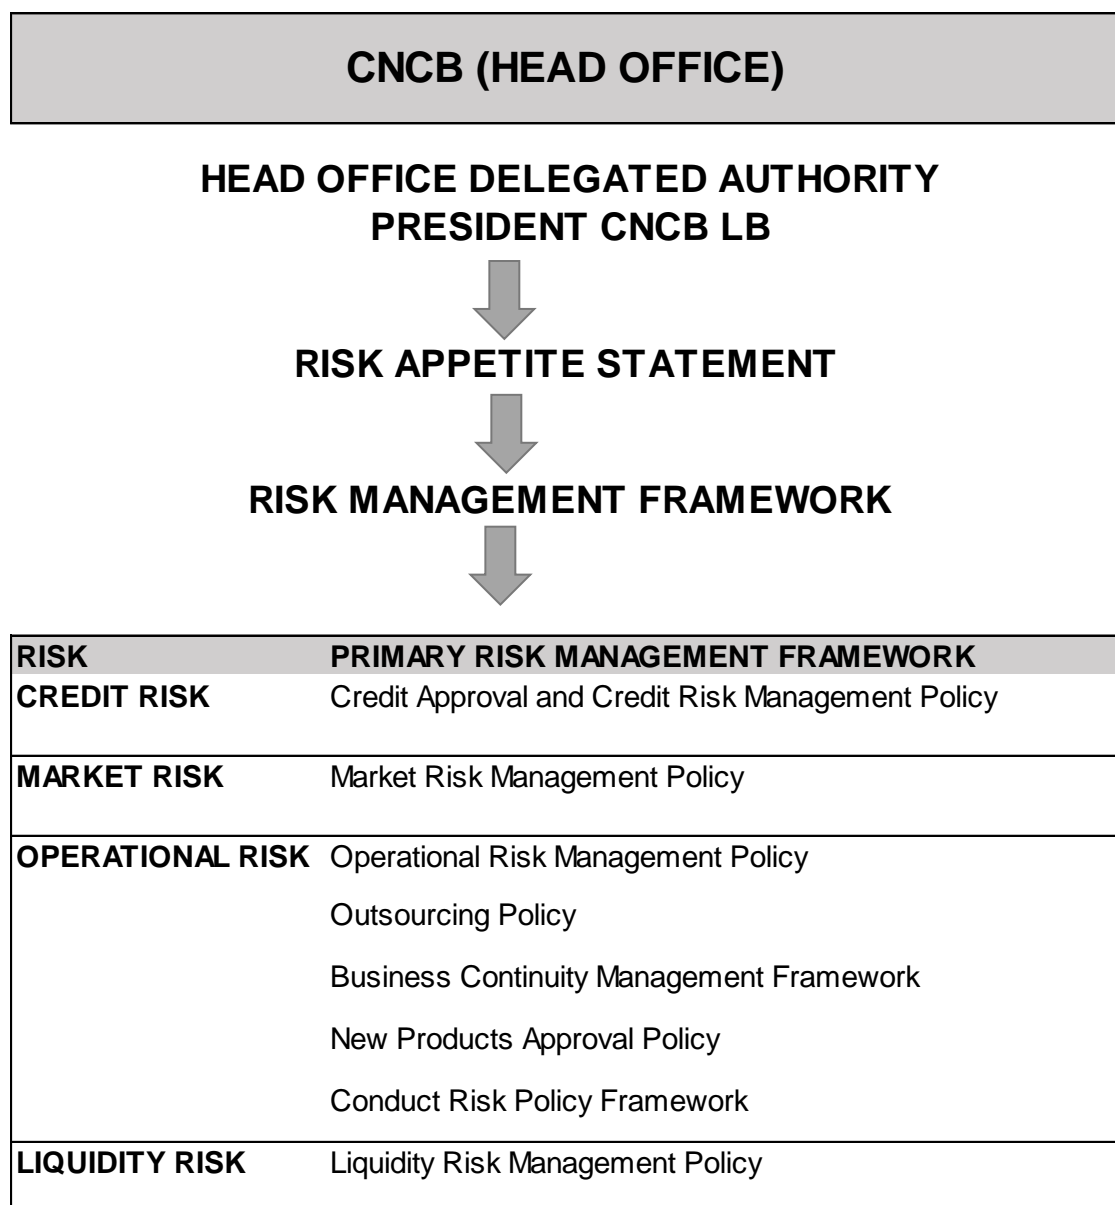 CNCB (HEAD OFFICE)
HEAD OFFICE DELEGATED AUTHORITY
PRESIDENT CNCB LB
RISK APPETITE STATEMENT
RISK MANAGEMENT FRAMEWORK
RISK PRIMARY RISK MANAGEMENT FRAMEWORK
CREDIT RISK Credit Approval and Credit Risk Management Policy
MARKET RISK Market Risk Management Policy
OPERATIONAL RISK Operational Risk Management Policy
Outsourcing Policy
Business Continuity Management Framework
New Products Approval Policy
Conduct Risk Policy Framework
LIQUIDITY RISK Liquidity Risk Management Policy